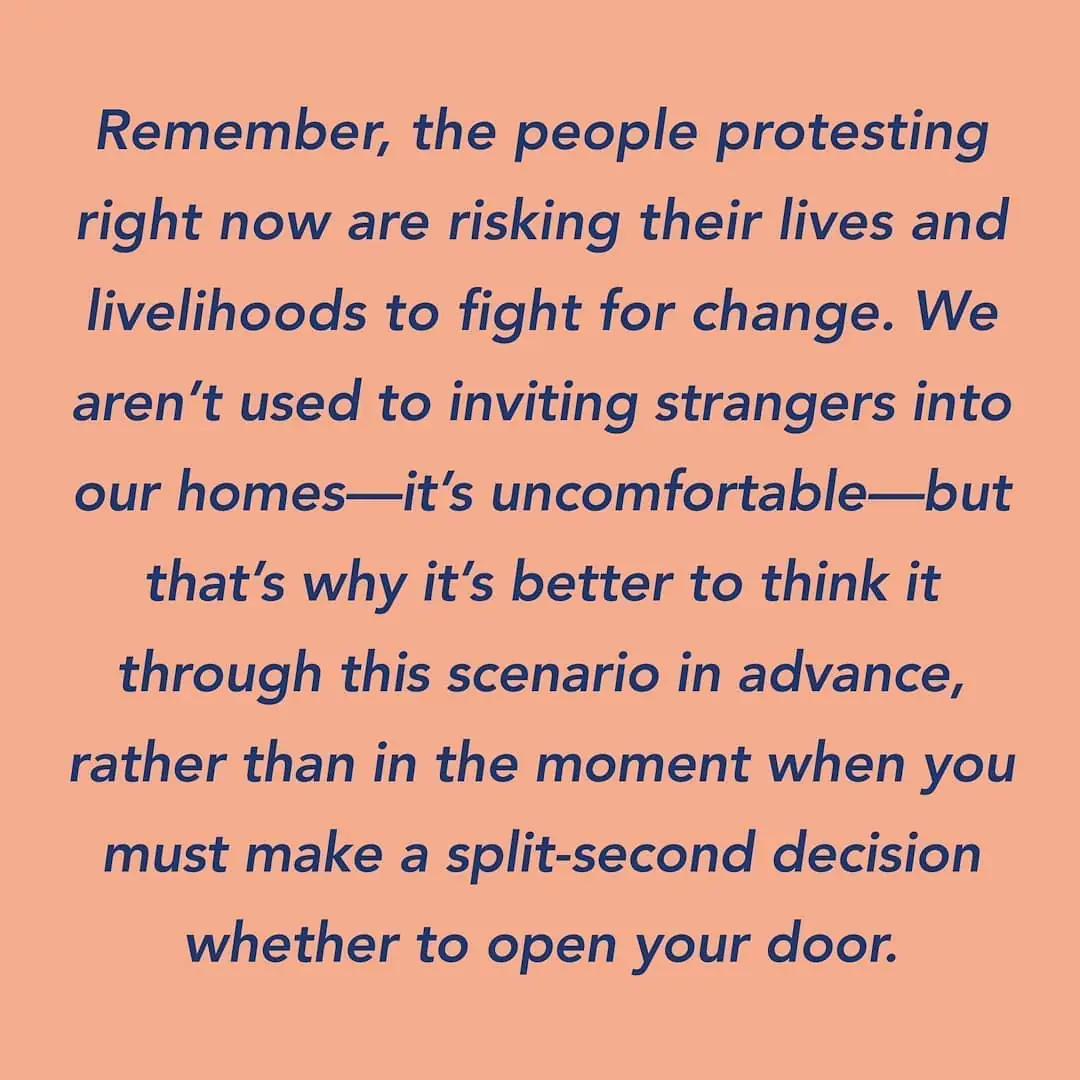 Remember, the people protesting
right now are risking their lives and
livelihoods to fight for change. We
aren’t used to inviting strangers into
our homes—it’s uncomfortable—but
that’s why it’s better to think it
through this scenario in advance,
rather than in the moment when you
must make a split-second decision
whether to open your door.